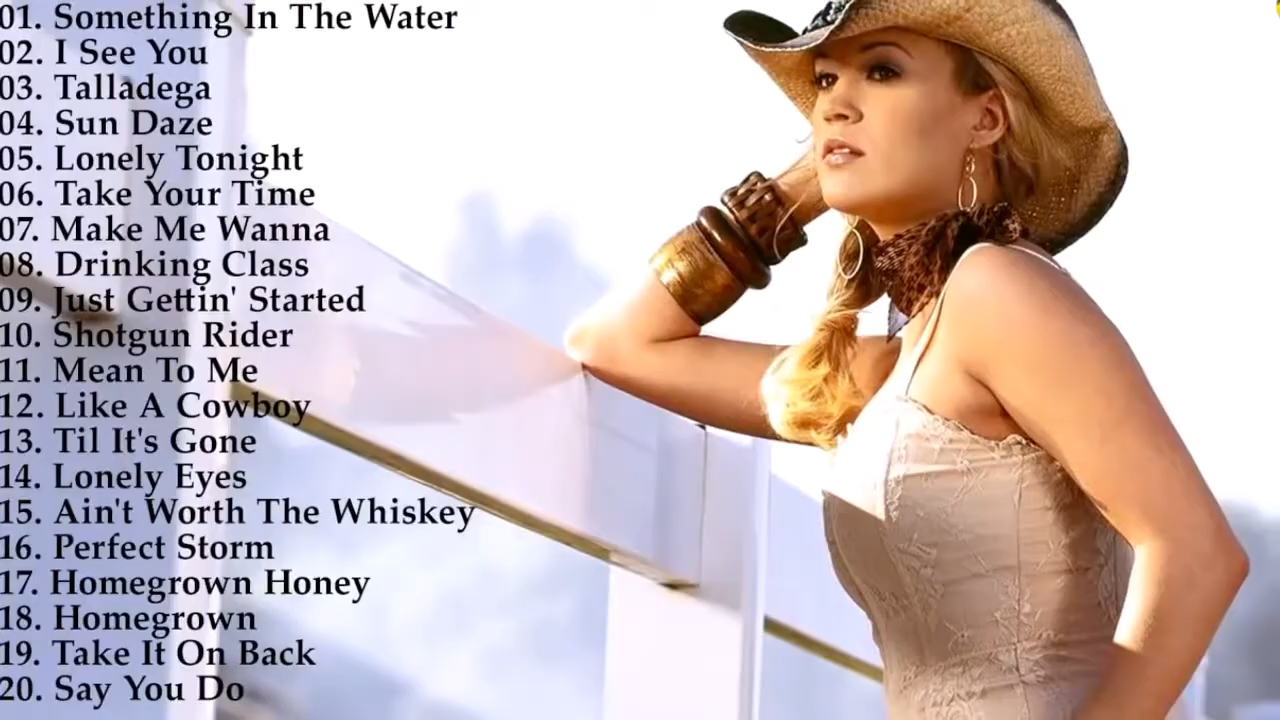 01. Something In The Water
02. I See You
03. Talladega
04. Sun Daze
05. Lonely Tonight
06. Take Your Time
07. Make Me Wanna
08. Drinking Class
09. Just Gettin' Started
10. Shotgun Rider
11. Mean To Me
12. Like A Cowboy
13. Til It's Gone
14. Lonely Eyes
15. Ain't Worth The Whiskey
16. Perfect Storm
17. Homegrown Honey
18. Homegrown
19. Take It On Back
20. Say You Do